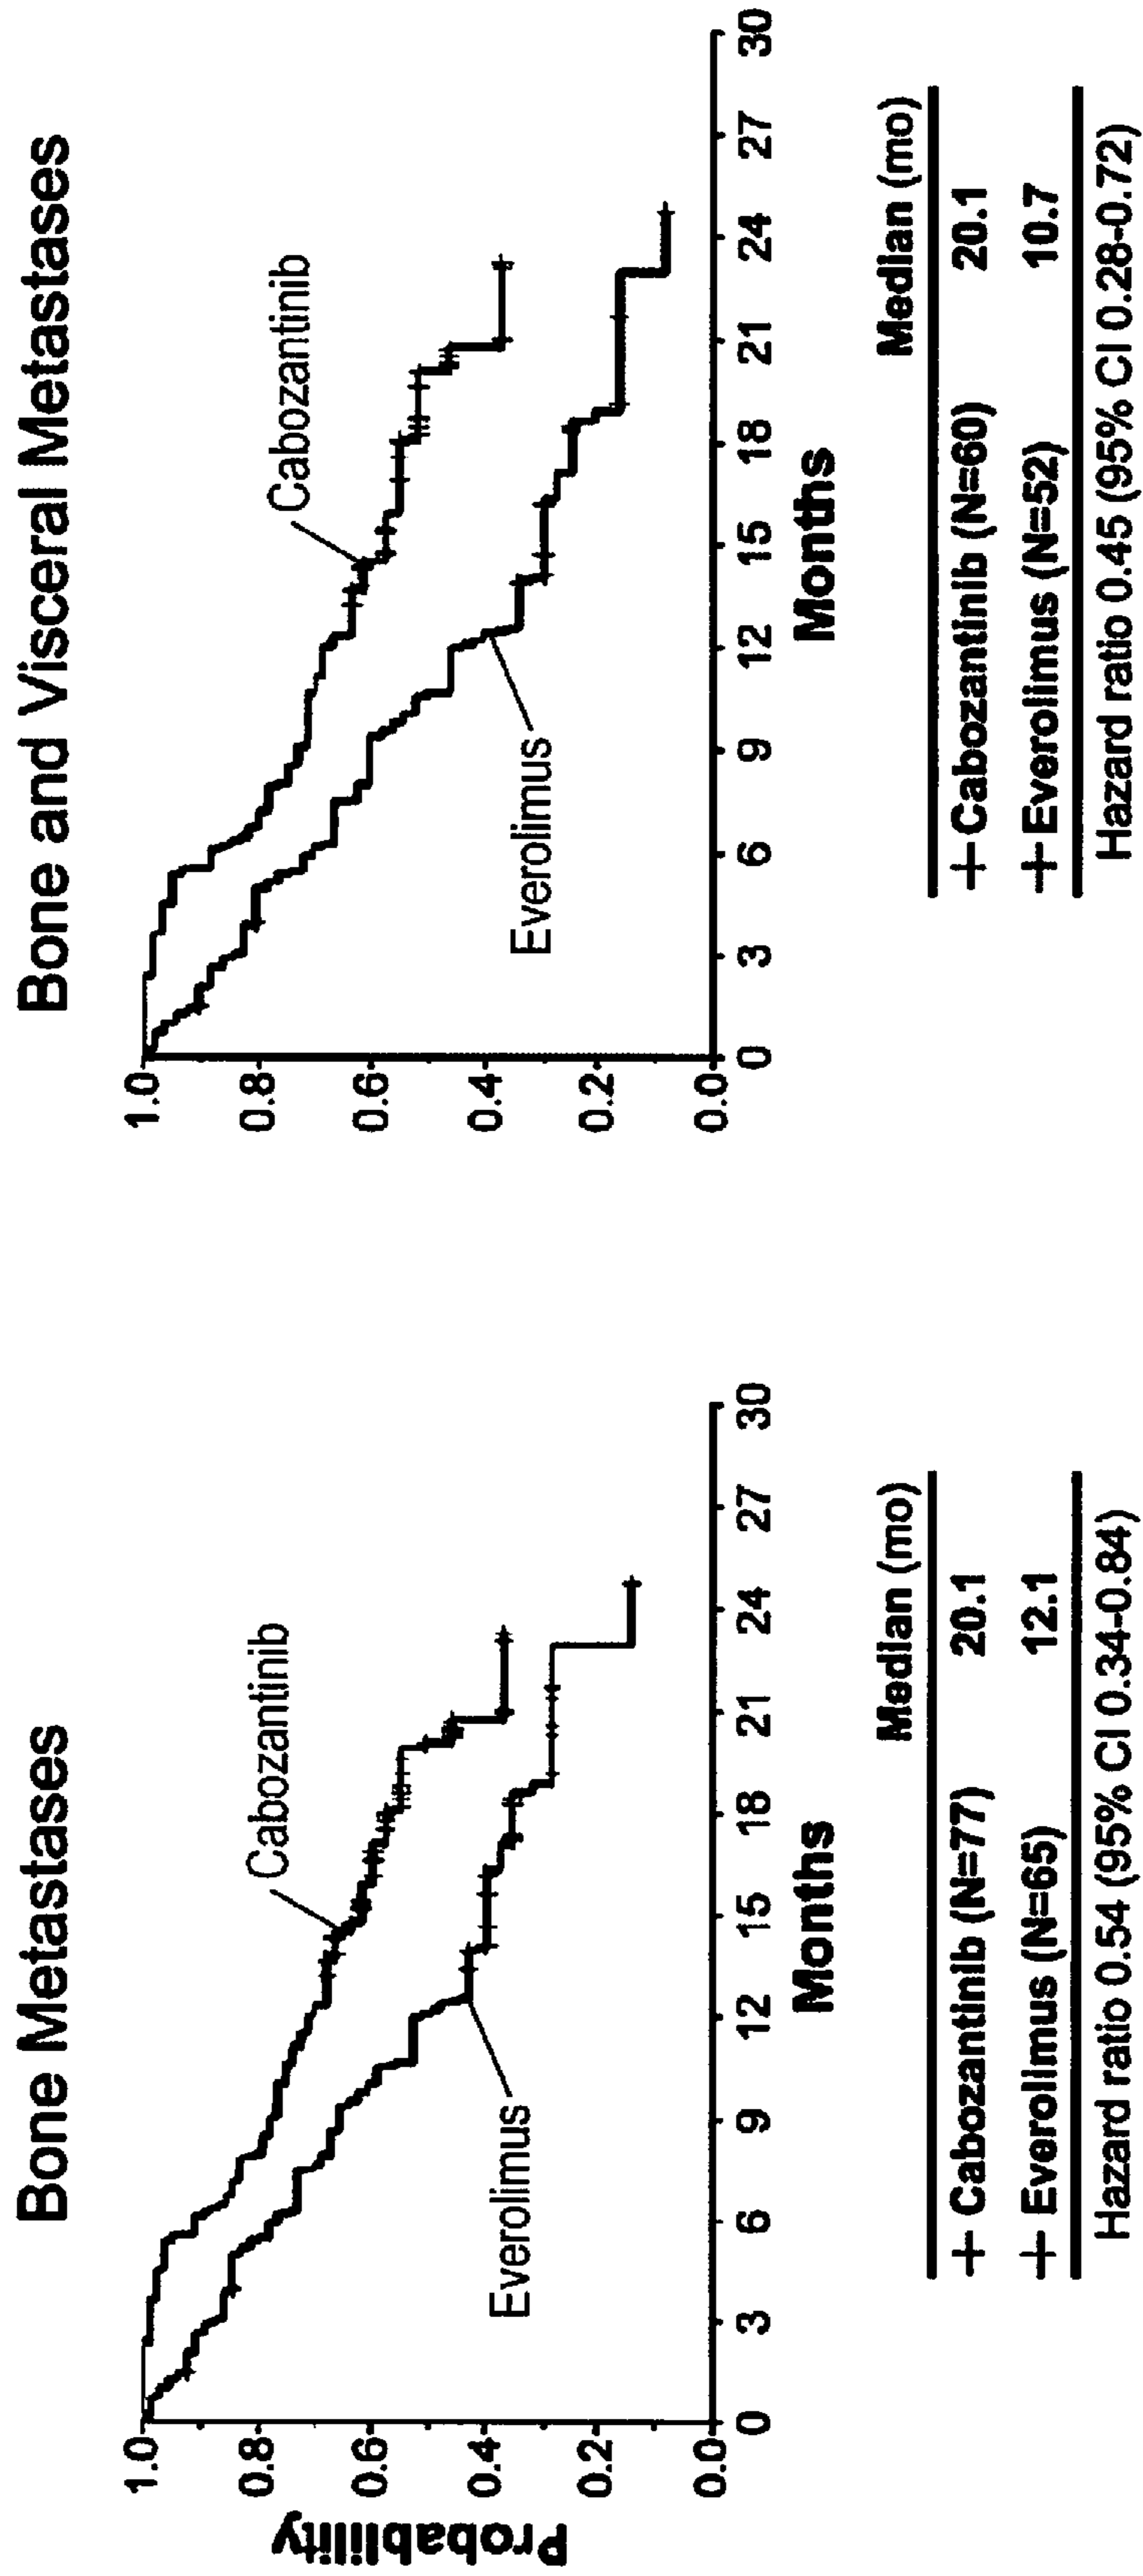 Bone Metastases
Probability
1.0
0.8
0.6
0.4
0.2
0.0
Cabozantinib
Everolimus
0 3 6 9 12 15 18 21 24 27 30
Months
Median (mo)
Cabozantinib (N=77) 20.1
Everolimus (N=65) 12.1
Hazard ratio 0.54 (95% CI 0.34-0.84)
Bone and Visceral Metastases
1.0
0.8
0.6
0.4
0.2
0.0
Cabozantinib
Everolimus
0 3 6 9 12 15 18 21 24 27 30
Months
Median (mo)
Cabozantinib (N=60) 20.1
Everolimus (N=52) 10.7
Hazard ratio 0.45 (95% CI 0.28-0.72)